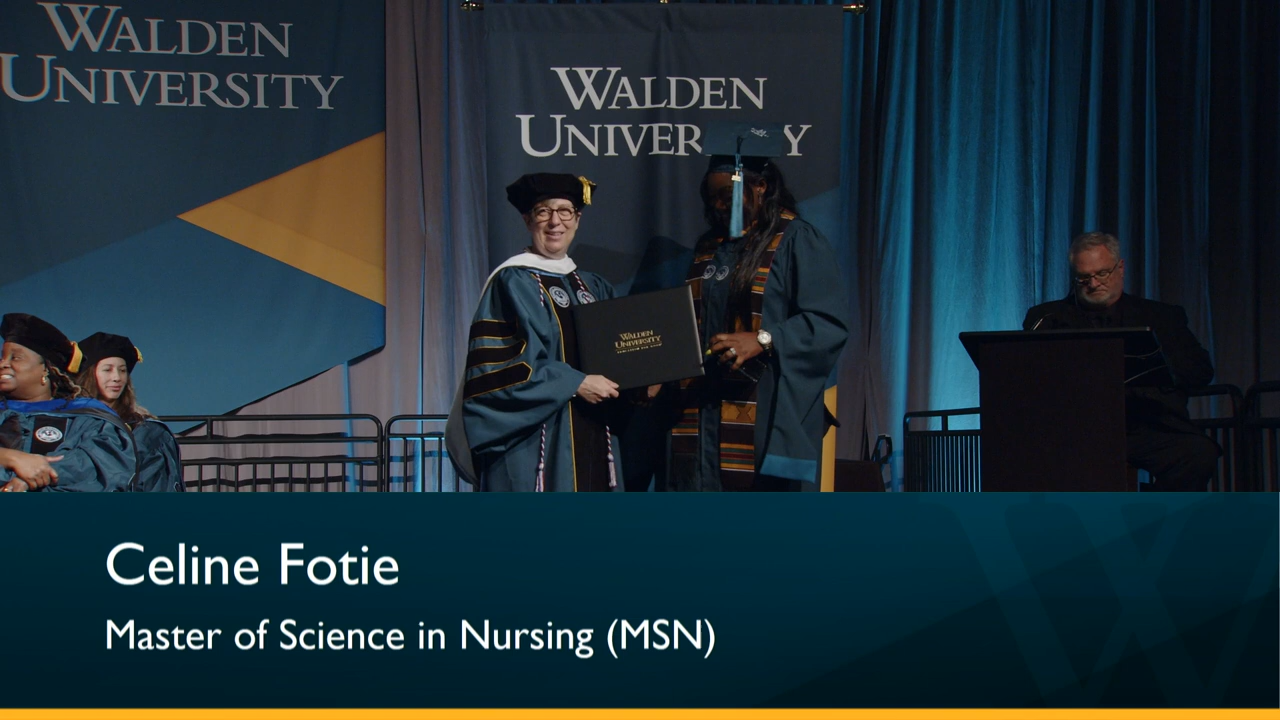 WALDEN
UNIVERSITY
WALDEN
UNIVER Y
WALDEN
UNIVERSITY
Celine Fotie
Master of Science in Nursing (MSN)